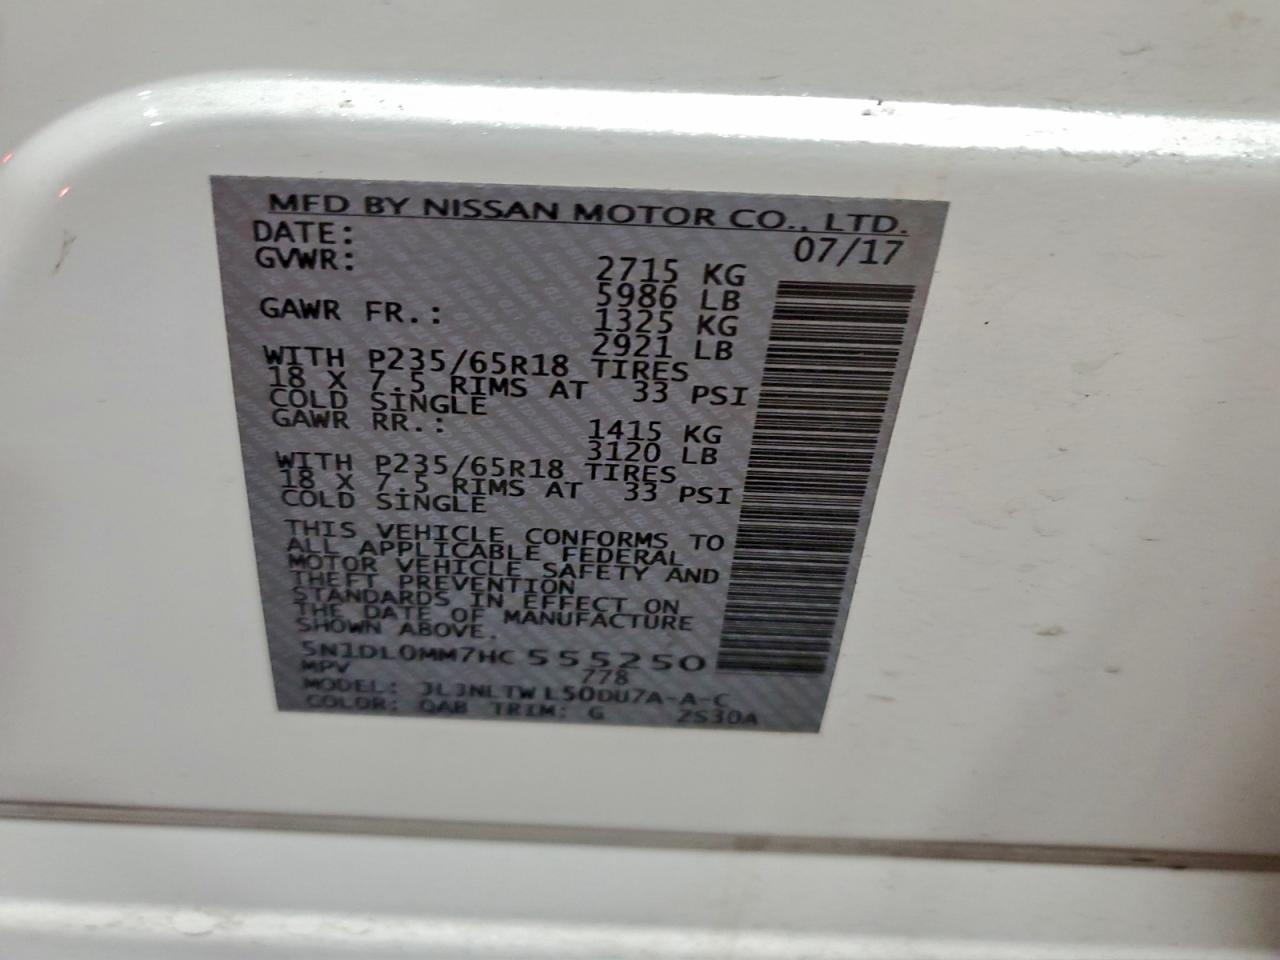 MFD BY NISSAN MOTOR CO., LTD.
DATE: 07/17
GVWR: 2715 KG
5986 LB
GAWR FR.: 1325 KG
2921 LB
WITH P235/65R18 TIRES
18 X 7.5 RIMS AT 33 PSI
COLD SINGLE
GAWR RR.: 1415 KG
3120 LB
WITH P235/65R18 TIRES
18 X 7.5 RIMS AT 33 PSI
COLD SINGLE
THIS VEHICLE CONFORMS TO
ALL APPLICABLE FEDERAL
MOTOR VEHICLE SAFETY AND
THEFT PREVENTION
STANDARDS IN EFFECT ON
THE DATE OF MANUFACTURE
SHOWN ABOVE.
5N1DL0MM7HC 555250
MPV 778
MODEL: JLJNLTWL50DU7A-A-C
COLOR: QAB TRIM: G 2S30A